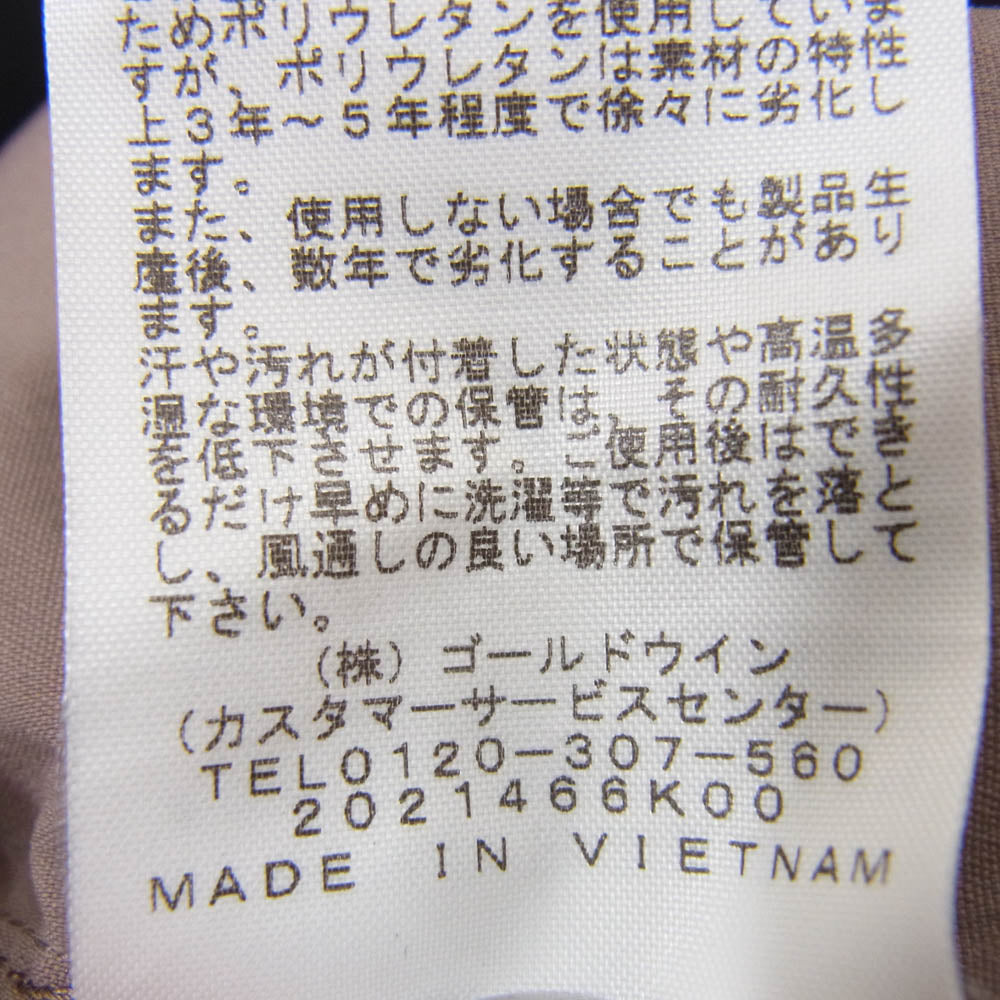 ためポリウレタンを使用してい ま
すが、ポリウレタンは素材の特性
上3年～5年程度で徐々に劣化し
ます。
また、使用しない場合でも製品生
産後、数年で劣化することがあり
ます。
汗や汚れが付着した状態や高温多
湿な環境での保管は、その耐久性
を低下させます。ご使用後はできる
るだけ早めに洗濯等で汚れを落と
し、風通しの良い場所で保管して
下さい。
(株)ゴールドウイン
(カスタマーサービスセンター)
TEL0120-307-560
2021466K00
MADE IN VIETNAM